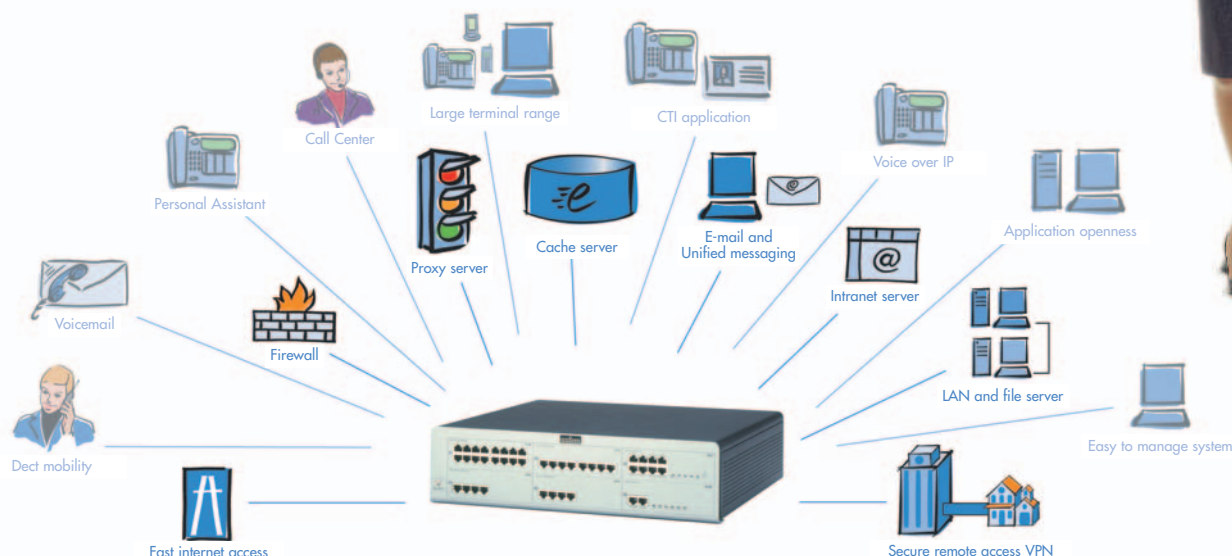 Large terminal range
CTI application
Call Center
Voice over IP
Personal Assistant
Application openness
Cache server
E-mail and
Unified messaging
Proxy server
Intranet server
Voicemail
Firewall
LAN and file server
Easy to manage system
Dect mobility
Fast internet access
Secure remote access VPN